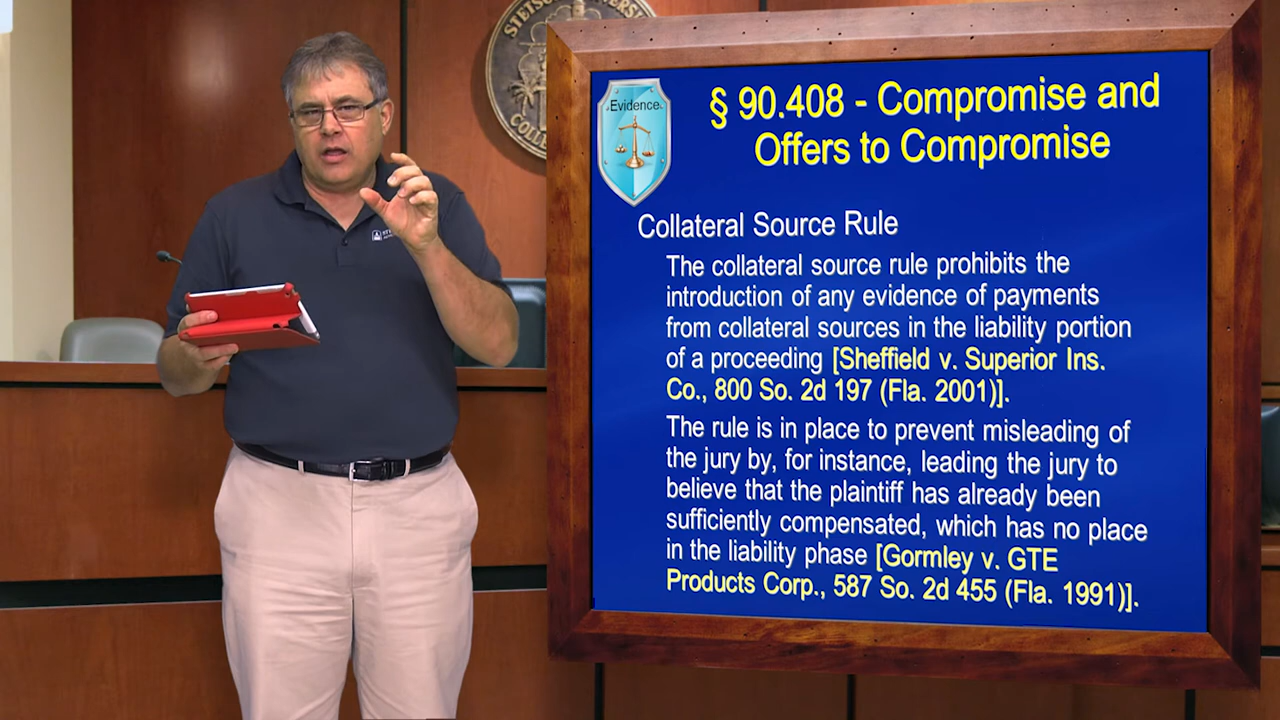 STETSON UNIVERSI
COLLE
Evidence
§ 90.408 - Compromise and
Offers to Compromise
Collateral Source Rule
The collateral source rule prohibits the
introduction of any evidence of payments
from collateral sources in the liability portion
of a proceeding [Sheffield v. Superior Ins.
Co., 800 So. 2d 197 (Fla. 2001)].
The rule is in place to prevent misleading of
the jury by, for instance, leading the jury to
believe that the plaintiff has already been
sufficiently compensated, which has no place
in the liability phase [Gormley v. GTE
Products Corp., 587 So. 2d 455 (Fla. 1991)].